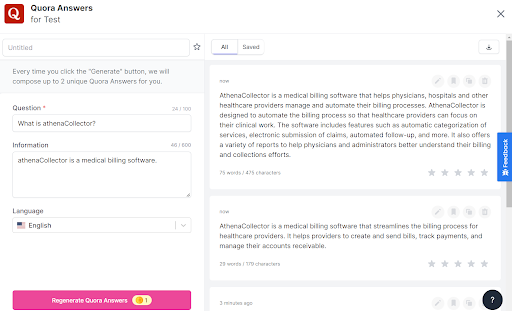 Quora Answers
for Test
Untitled
Every time you click the "Generate" button, we will
compose up to 2 unique Quora Answers for you.
Question *
24 / 100
What is athenaCollector?
Information
46 / 600
athenaCollector is a medical billing software.
Language
English
Regenerate Quora Answers
1
All
Saved
now
AthenaCollector is a medical billing software that helps physicians, hospitals and other
healthcare providers manage and automate their billing processes. AthenaCollector is
designed to automate the billing process so that healthcare providers can focus on
their clinical work. The software includes features such as automatic categorization of
services, electronic submission of claims, automated follow-up, and more. It also offers
a variety of reports to help physicians and administrators better understand their billing
and collections efforts.
75 words / 475 characters
now
AthenaCollector is a medical billing software that streamlines the billing process for
healthcare providers. It helps providers to create and send bills, track payments, and
manage their accounts receivable.
29 words / 179 characters
3 minutes ago
Feedback
?